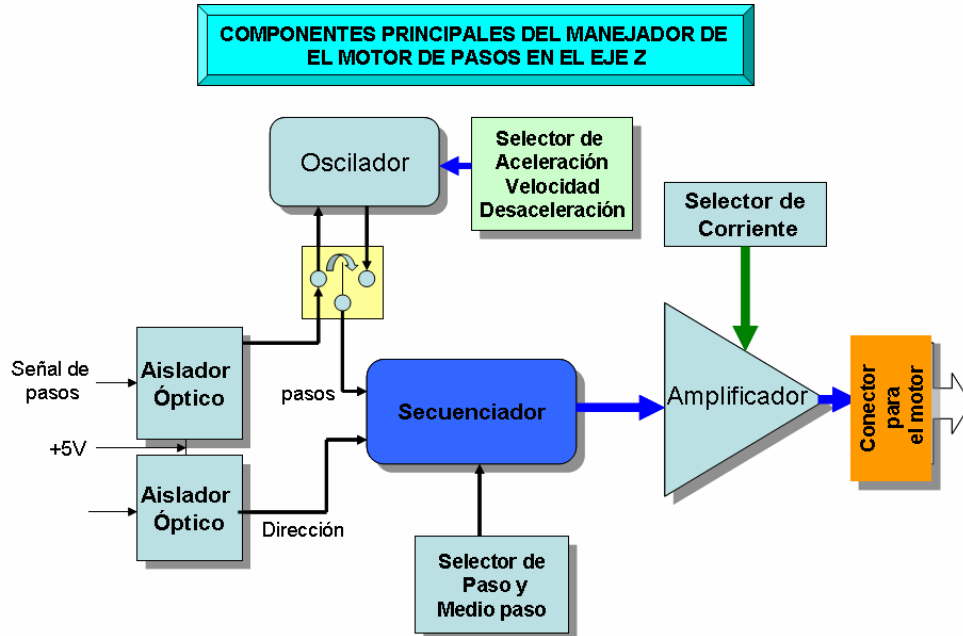 COMPONENTES PRINCIPALES DEL MANEJADOR DE
EL MOTOR DE PASOS EN EL EJE Z
Oscilador
Selector de
Aceleración
Velocidad
Desaceleración
Selector de
Corriente
Señal de
pasos
Aislador
Óptico
pasos
Secuenciador
Amplificador
Conector
para
el motor
+5V
Aislador
Óptico
Dirección
Selector de
Paso y
Medio paso